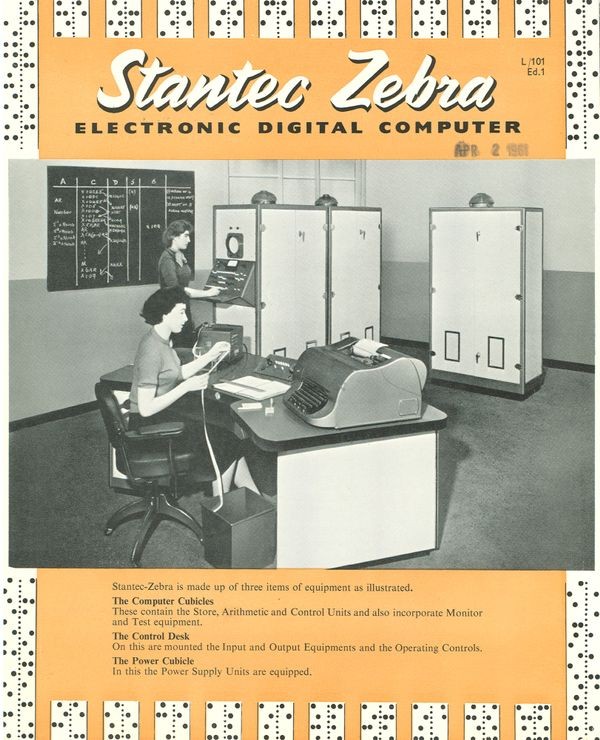 Stantec Zebra
L/101
Ed.1
ELECTRONIC DIGITAL COMPUTER
APR 2 1961
A C D S B
Stantec-Zebra is made up of three items of equipment as illustrated.
The Computer Cubicles
These contain the Store, Arithmetic and Control Units and also incorporate Monitor
and Test equipment.
The Control Desk
On this are mounted the Input and Output Equipments and the Operating Controls.
The Power Cubicle
In this the Power Supply Units are equipped.